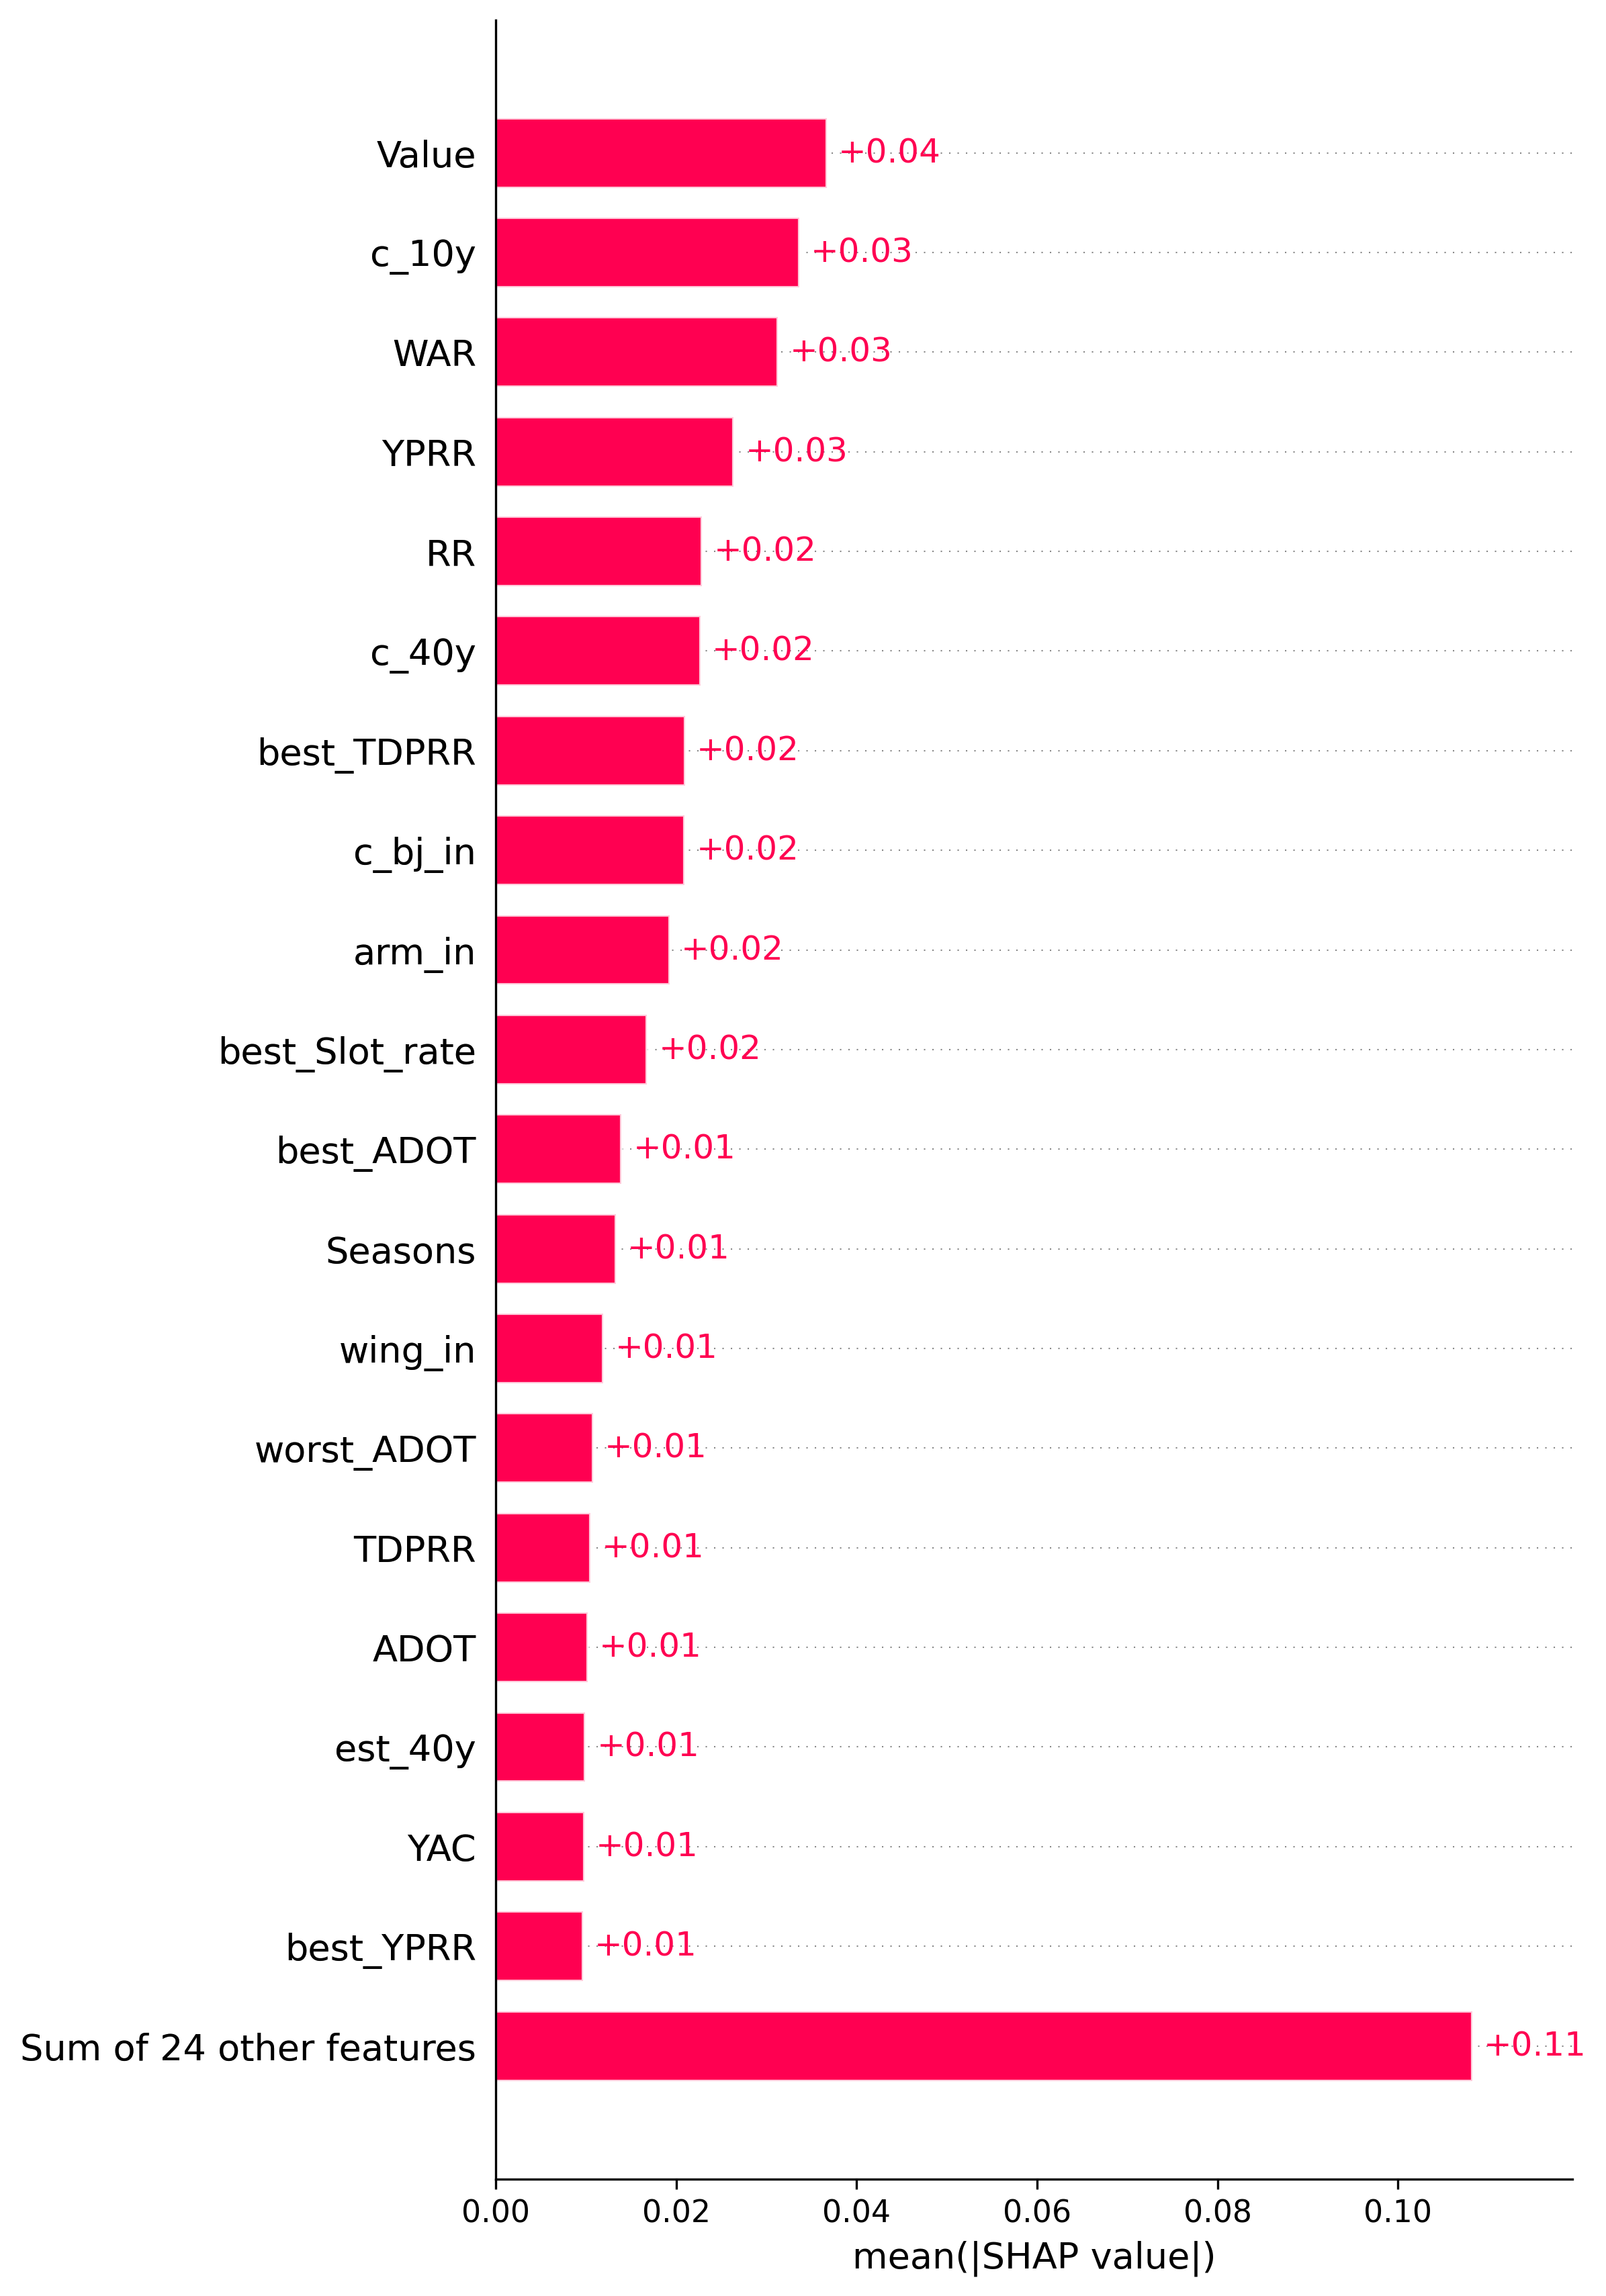 Value +0.04
c_10y +0.03
WAR +0.03
YPRR +0.03
RR +0.02
c_40y +0.02
best_TDPRR +0.02
c_bj_in +0.02
arm_in +0.02
best_Slot_rate +0.02
best_ADOT +0.01
Seasons +0.01
wing_in +0.01
worst_ADOT +0.01
TDPRR +0.01
ADOT +0.01
est_40y +0.01
YAC +0.01
best_YPRR +0.01
Sum of 24 other features +0.11
0.00 0.02 0.04 0.06 0.08 0.10
mean(|SHAP value|)